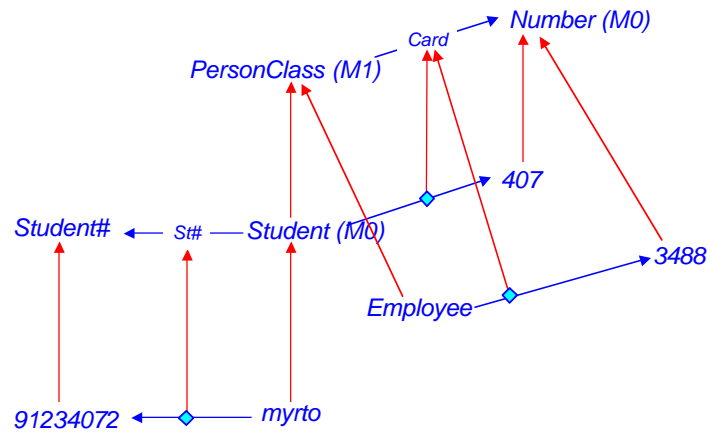 Number (M0)
Card
PersonClass (M1)
407
Student#
St#
Student (M0)
3488
Employee
91234072
myrto